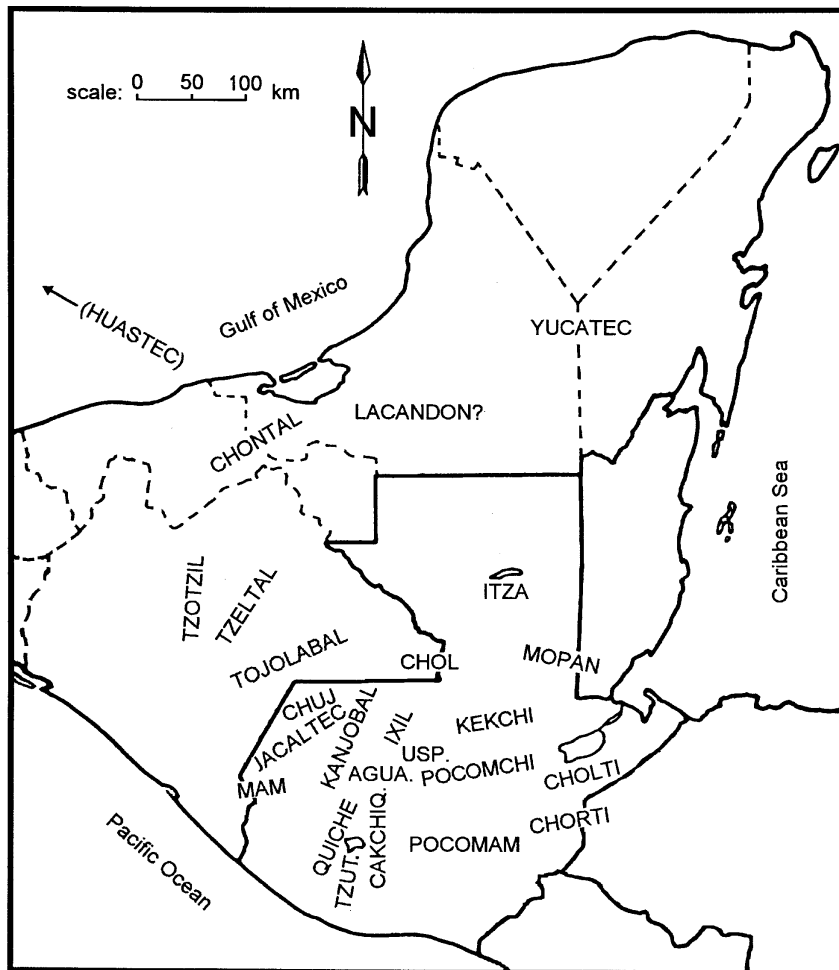 scale: 0 50 100 km
N
(HUASTEC)
Gulf of Mexico
YUCATEC
LACANDON?
CHONTAL
Caribbean Sea
TZOTZIL
TZELTAL
ITZA
TOJOLABAL
CHOL
MOPAN
CHUJ
JACALTEC
KANJOBAL
IXIL
KEKCHI
USP.
MAM
AGUA.
POCOMCHI
CHOLTI
QUICHE
TZUT.
CAKCHIQ.
POCOMAM
CHORTI
Pacific Ocean